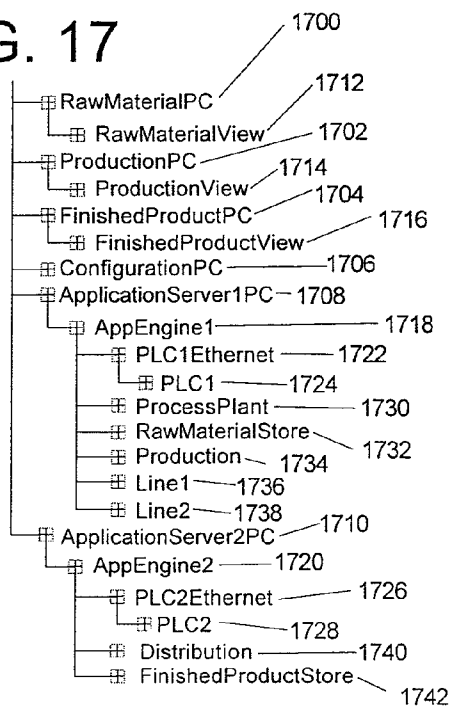 G. 17
1700
RawMaterialPC
1712
RawMaterialView
1702
ProductionPC
1714
ProductionView
1704
FinishedProductPC
1716
FinishedProductView
ConfigurationPC 1706
ApplicationServer1PC 1708
AppEngine1 1718
PLC1Ethernet 1722
PLC1 1724
ProcessPlant 1730
RawMaterialStore 1732
Production 1734
Line1 1736
Line2 1738
ApplicationServer2PC 1710
AppEngine2 1720
PLC2Ethernet 1726
PLC2 1728
Distribution 1740
FinishedProductStore
1742